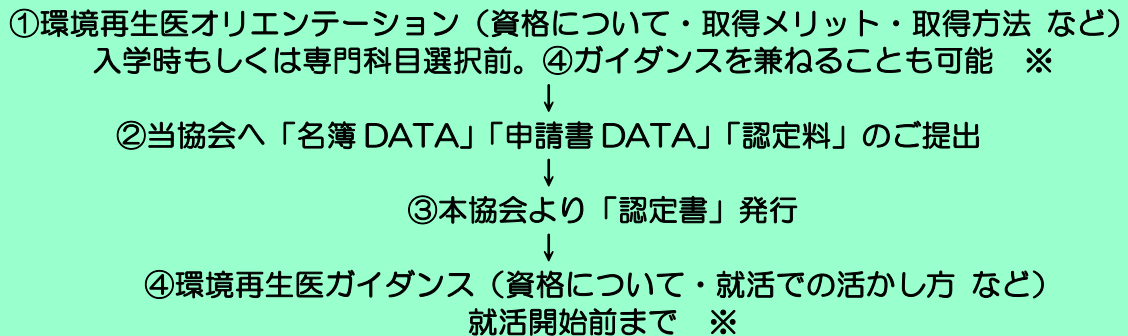 ①環境再生医オリエンテーション（資格について・取得メリット・取得方法 など）
入学時もしくは専門科目選択前。④ガイダンスを兼ねることも可能　※
↓
②当協会へ「名簿 DATA」「申請書 DATA」「認定料」のご提出
↓
③本協会より「認定書」発行
↓
④環境再生医ガイダンス（資格について・就活での活かし方 など）
就活開始前まで　※